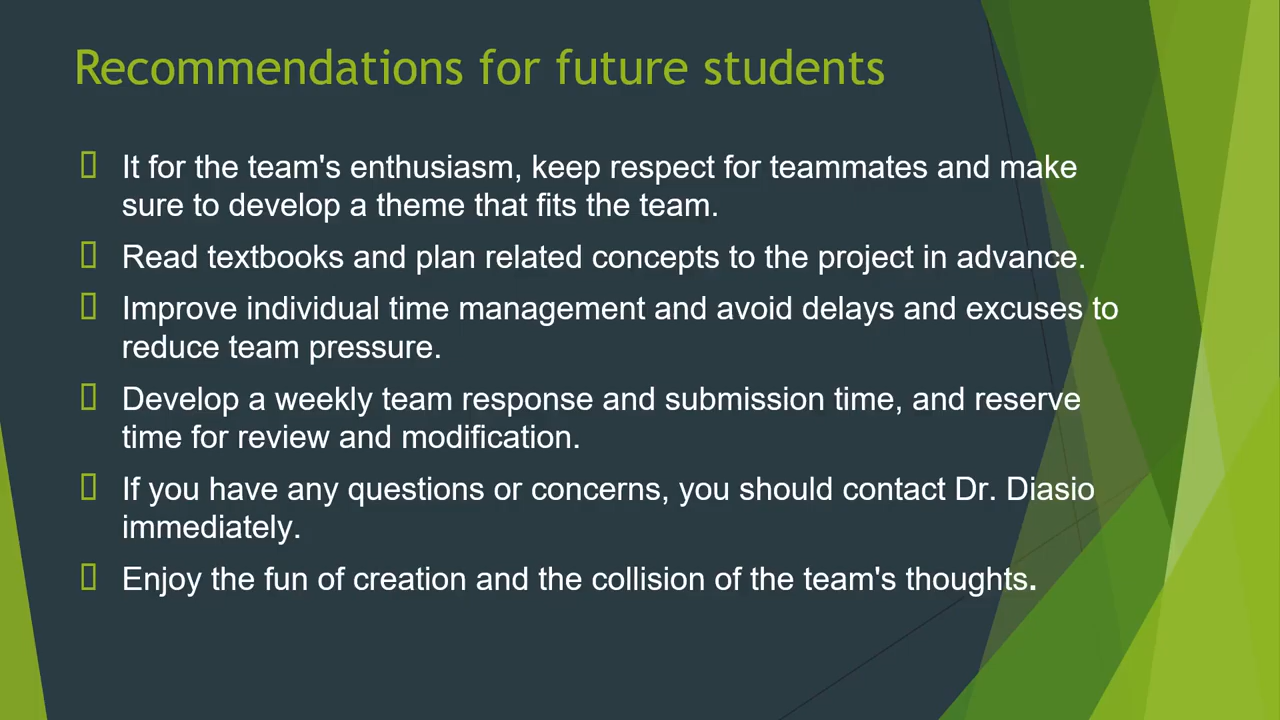 Recommendations for future students
It for the team's enthusiasm, keep respect for teammates and make
sure to develop a theme that fits the team.
Read textbooks and plan related concepts to the project in advance.
Improve individual time management and avoid delays and excuses to
reduce team pressure.
Develop a weekly team response and submission time, and reserve
time for review and modification.
If you have any questions or concerns, you should contact Dr. Diasio
immediately.
Enjoy the fun of creation and the collision of the team's thoughts.